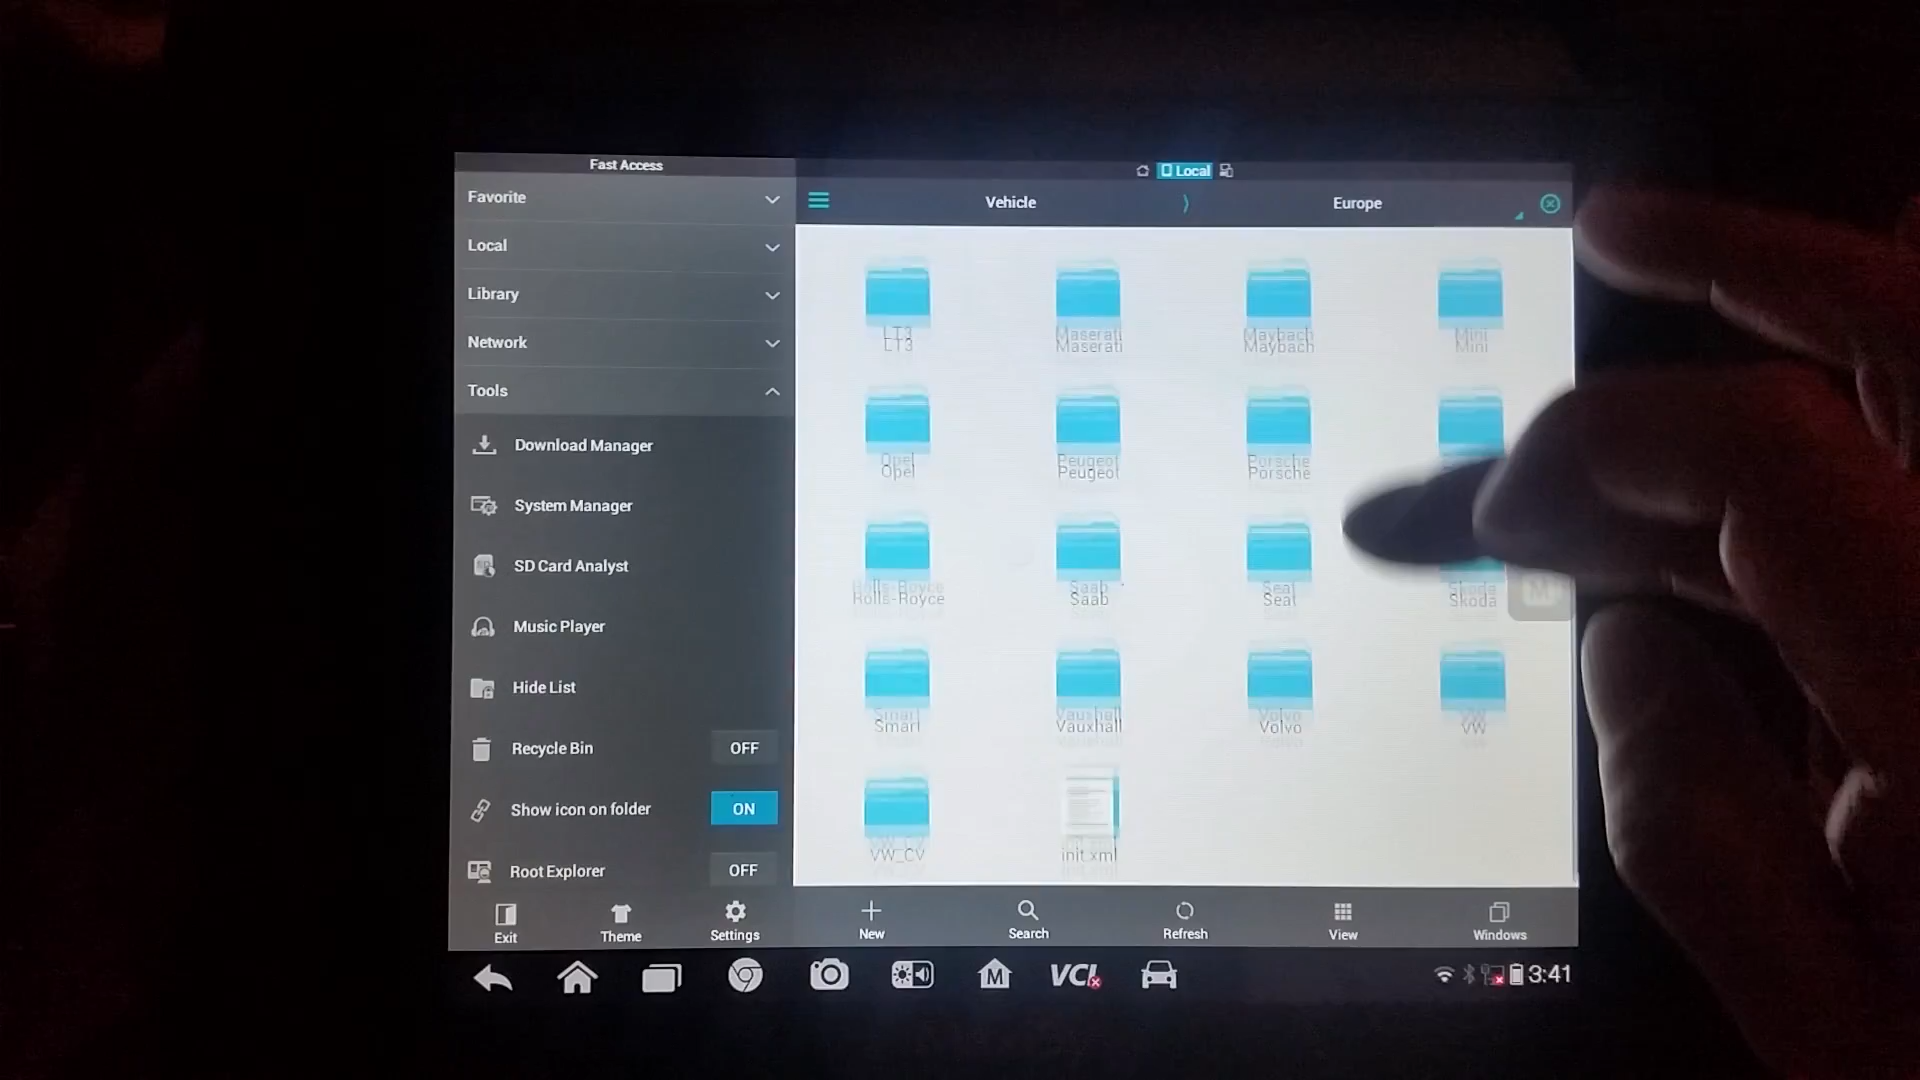 Fast Access
Favorite
Local
Library
Network
Tools
Download Manager
System Manager
SD Card Analyst
Music Player
Hide List
Recycle Bin OFF
Show icon on folder ON
Root Explorer OFF
Exit Theme Settings
Local
Vehicle Europe
LT3 Maserati Maybach Mini
Opel Peugeot Porsche
Rolls-Royce Saab Seat Skoda
Smart Vauxhall Volvo VW
VW_CV init.xml
M
New Search Refresh View Windows
M VCI 3:41